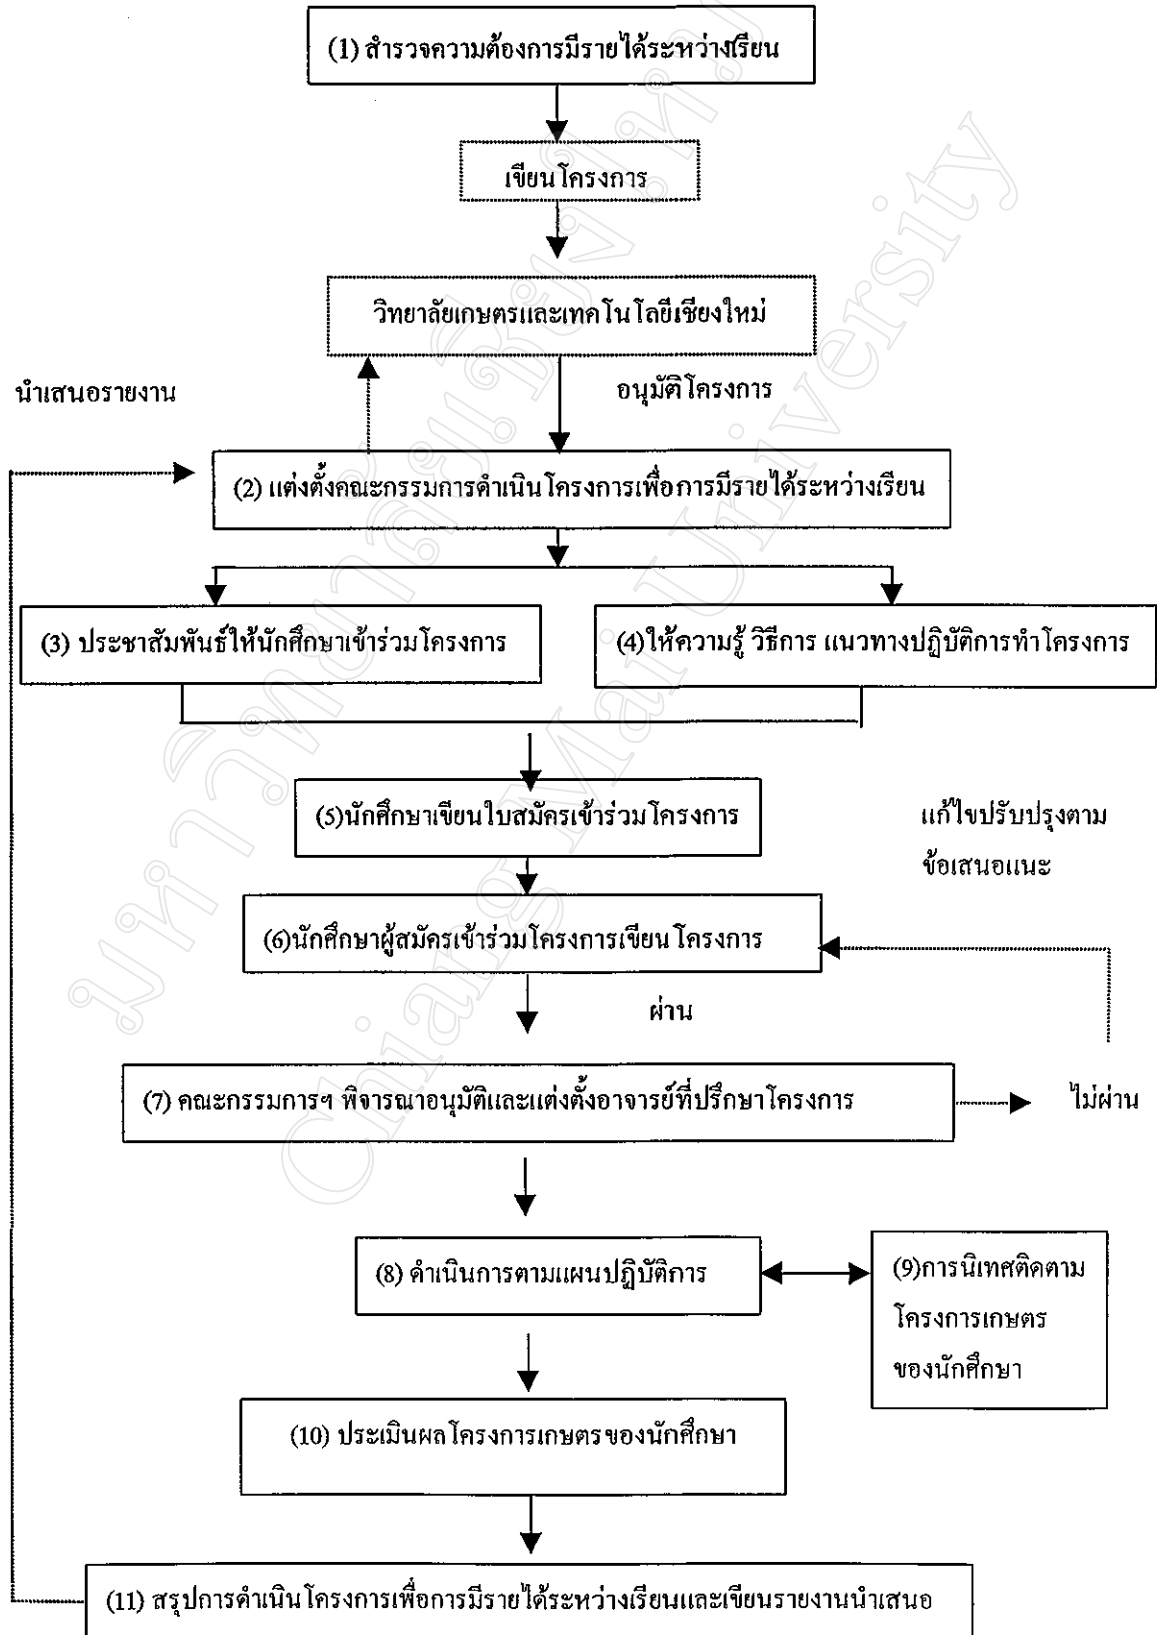 (1) สำรวจความต้องการมีรายได้ระหว่างเรียน
เขียนโครงการ
วิทยาลัยเกษตรและเทคโนโลยีเชียงใหม่
นำเสนอรายงาน
อนุมัติโครงการ
(2) แต่งตั้งคณะกรรมการดำเนินโครงการเพื่อการมีรายได้ระหว่างเรียน
(3) ประชาสัมพันธ์ให้นักศึกษาเข้าร่วมโครงการ
(4)ให้ความรู้ วิธีการ แนวทางปฏิบัติการทำโครงการ
(5)นักศึกษาเขียนใบสมัครเข้าร่วมโครงการ
แก้ไขปรับปรุงตาม
ข้อเสนอแนะ
(6)นักศึกษาผู้สมัครเข้าร่วมโครงการเขียนโครงการ
ผ่าน
(7) คณะกรรมการฯ พิจารณาอนุมัติและแต่งตั้งอาจารย์ที่ปรึกษาโครงการ
ไม่ผ่าน
(8) ดำเนินการตามแผนปฏิบัติการ
(9)การนิเทศติดตาม
โครงการเกษตร
ของนักศึกษา
(10) ประเมินผลโครงการเกษตรของนักศึกษา
(11) สรุปการดำเนินโครงการเพื่อการมีรายได้ระหว่างเรียนและเขียนรายงานนำเสนอ
มหาวิทยาลัยเชียงใหม่
Chiang Mai University